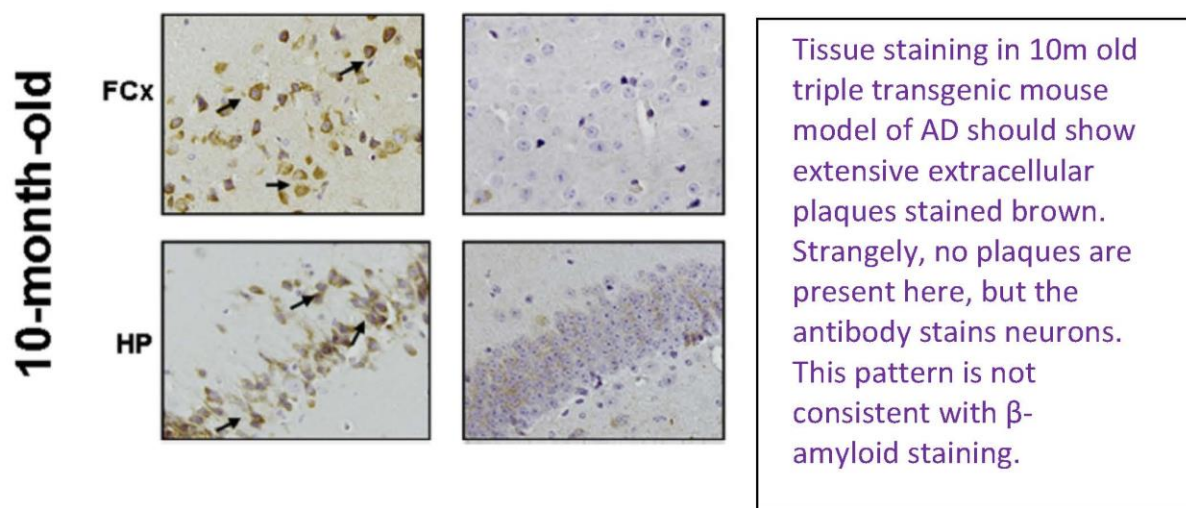 10-month-old
FCx
HP
Tissue staining in 10m old
triple transgenic mouse
model of AD should show
extensive extracellular
plaques stained brown.
Strangely, no plaques are
present here, but the
antibody stains neurons.
This pattern is not
consistent with β-
amyloid staining.